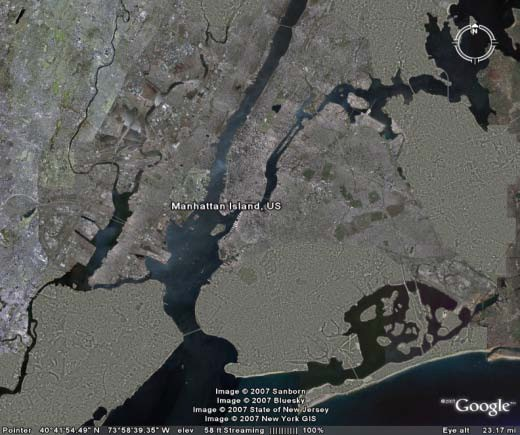 N
Manhattan Island, US
Image © 2007 Sanborn
Image © 2007 Bluesky
Image © 2007 State of New Jersey
Image © 2007 New York GIS
©2007 Google™
Pointer 40°41'54.49" N 73°58'39.35" W elev 58 ft Streaming |||||||||| 100% Eye alt 23.17 mi